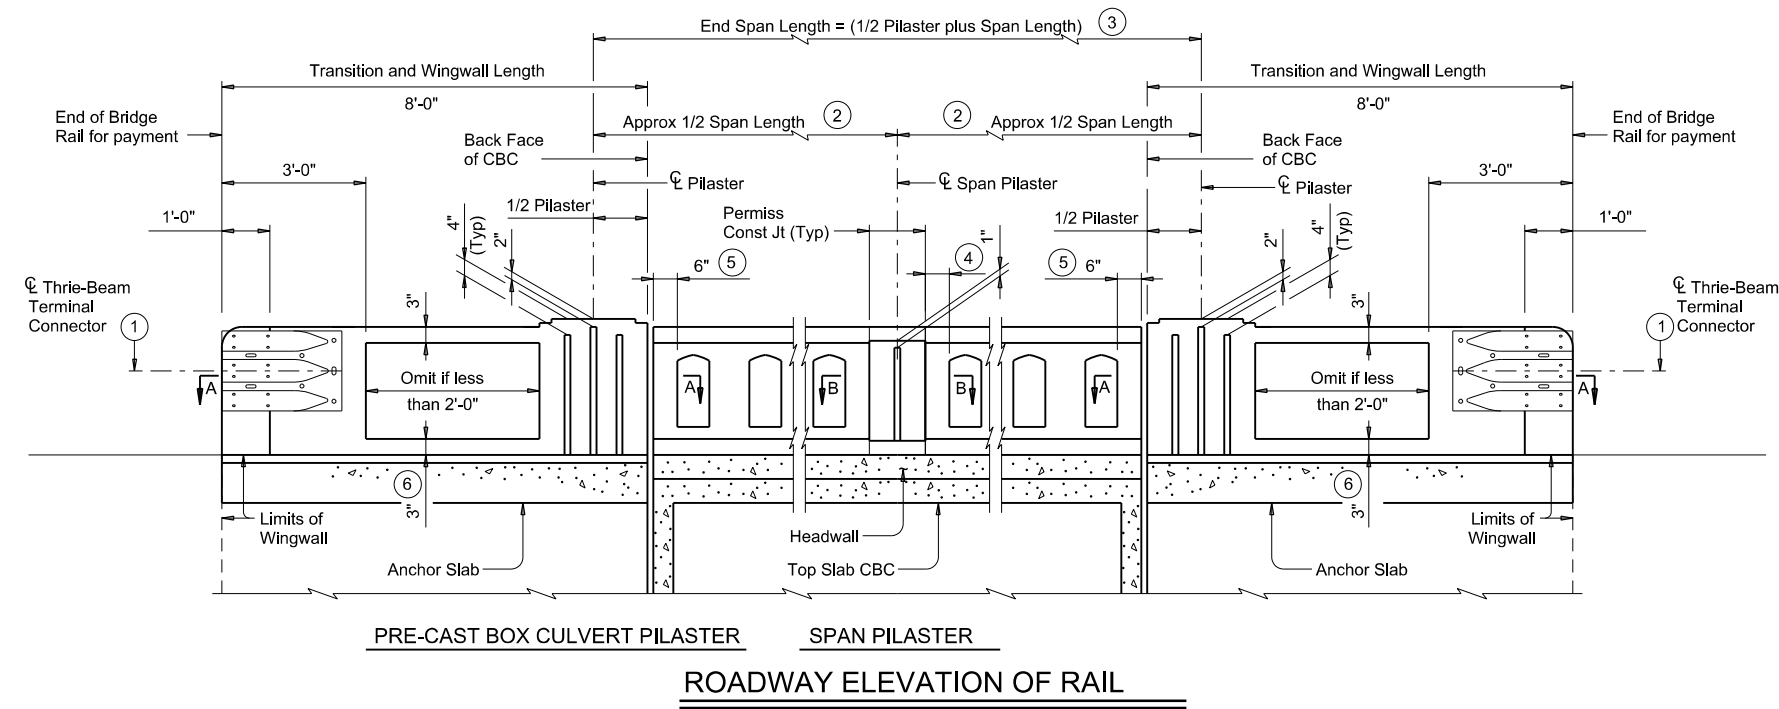 End Span Length = (1/2 Pilaster plus Span Length) 3
Transition and Wingwall Length
8'-0"
Transition and Wingwall Length
8'-0"
End of Bridge
Rail for payment
Approx 1/2 Span Length 2
2 Approx 1/2 Span Length
End of Bridge
Rail for payment
Back Face
of CBC
Back Face
of CBC
3'-0"
℄ Pilaster
℄ Span Pilaster
℄ Pilaster
3'-0"
1'-0"
4"
(Typ)
2"
1/2 Pilaster
Permiss
Const Jt (Typ)
1"
1/2 Pilaster
2"
4"
(Typ)
1'-0"
6" 5
4
5 6"
℄ Thrie-Beam
Terminal
Connector 1
3"
3"
℄ Thrie-Beam
Terminal
1 Connector
A
Omit if less
than 2'-0"
A
B
B
A
Omit if less
than 2'-0"
A
6
3"
6
3"
Limits of
Wingwall
Headwall
Limits of
Wingwall
Anchor Slab
Top Slab CBC
Anchor Slab
PRE-CAST BOX CULVERT PILASTER
SPAN PILASTER
ROADWAY ELEVATION OF RAIL